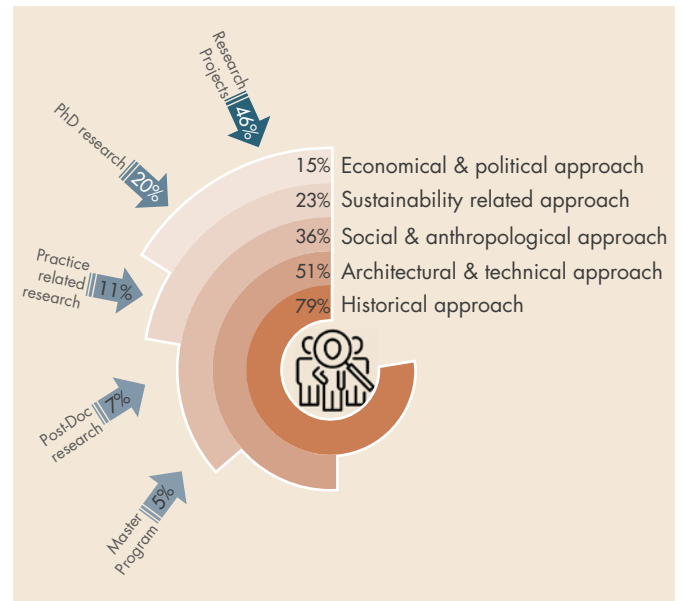 Research
Projects
46%
PhD research
20%
Practice
related
research
11%
Post-Doc
research
7%
Master
Program
5%
15% Economical & political approach
23% Sustainability related approach
36% Social & anthropological approach
51% Architectural & technical approach
79% Historical approach